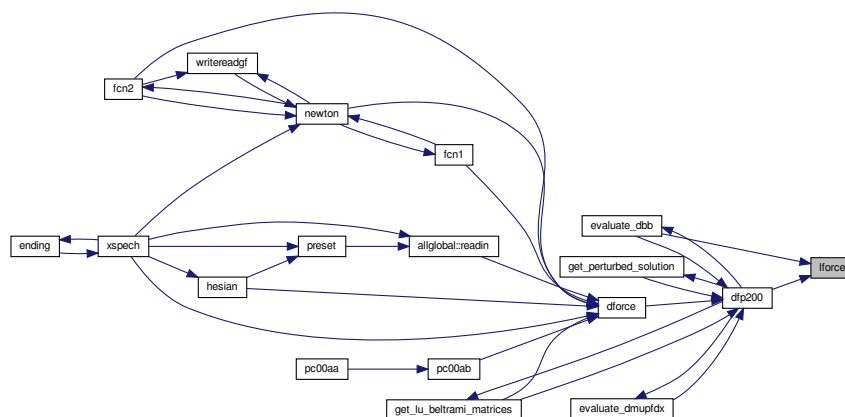 writereadgf
fcn2
newton
fcn1
evaluate_dbb
ending
xspech
preset
allglobal::readin
get_perturbed_solution
lforce
hesian
dforce
dfp200
pc00aa
pc00ab
get_lu_beltrami_matrices
evaluate_dmupfdx